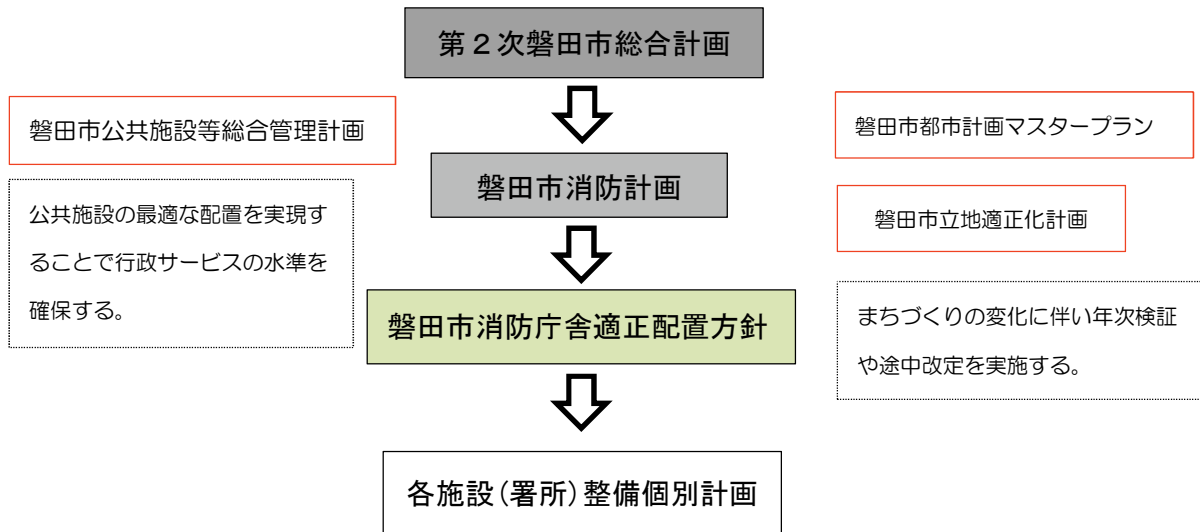 第2次磐田市総合計画
磐田市公共施設等総合管理計画
磐田市都市計画マスタープラン
磐田市消防計画
公共施設の最適な配置を実現す
ることで行政サービスの水準を
確保する。
磐田市立地適正化計画
磐田市消防庁舎適正配置方針
まちづくりの変化に伴い年次検証
や途中改定を実施する。
各施設(署所)整備個別計画